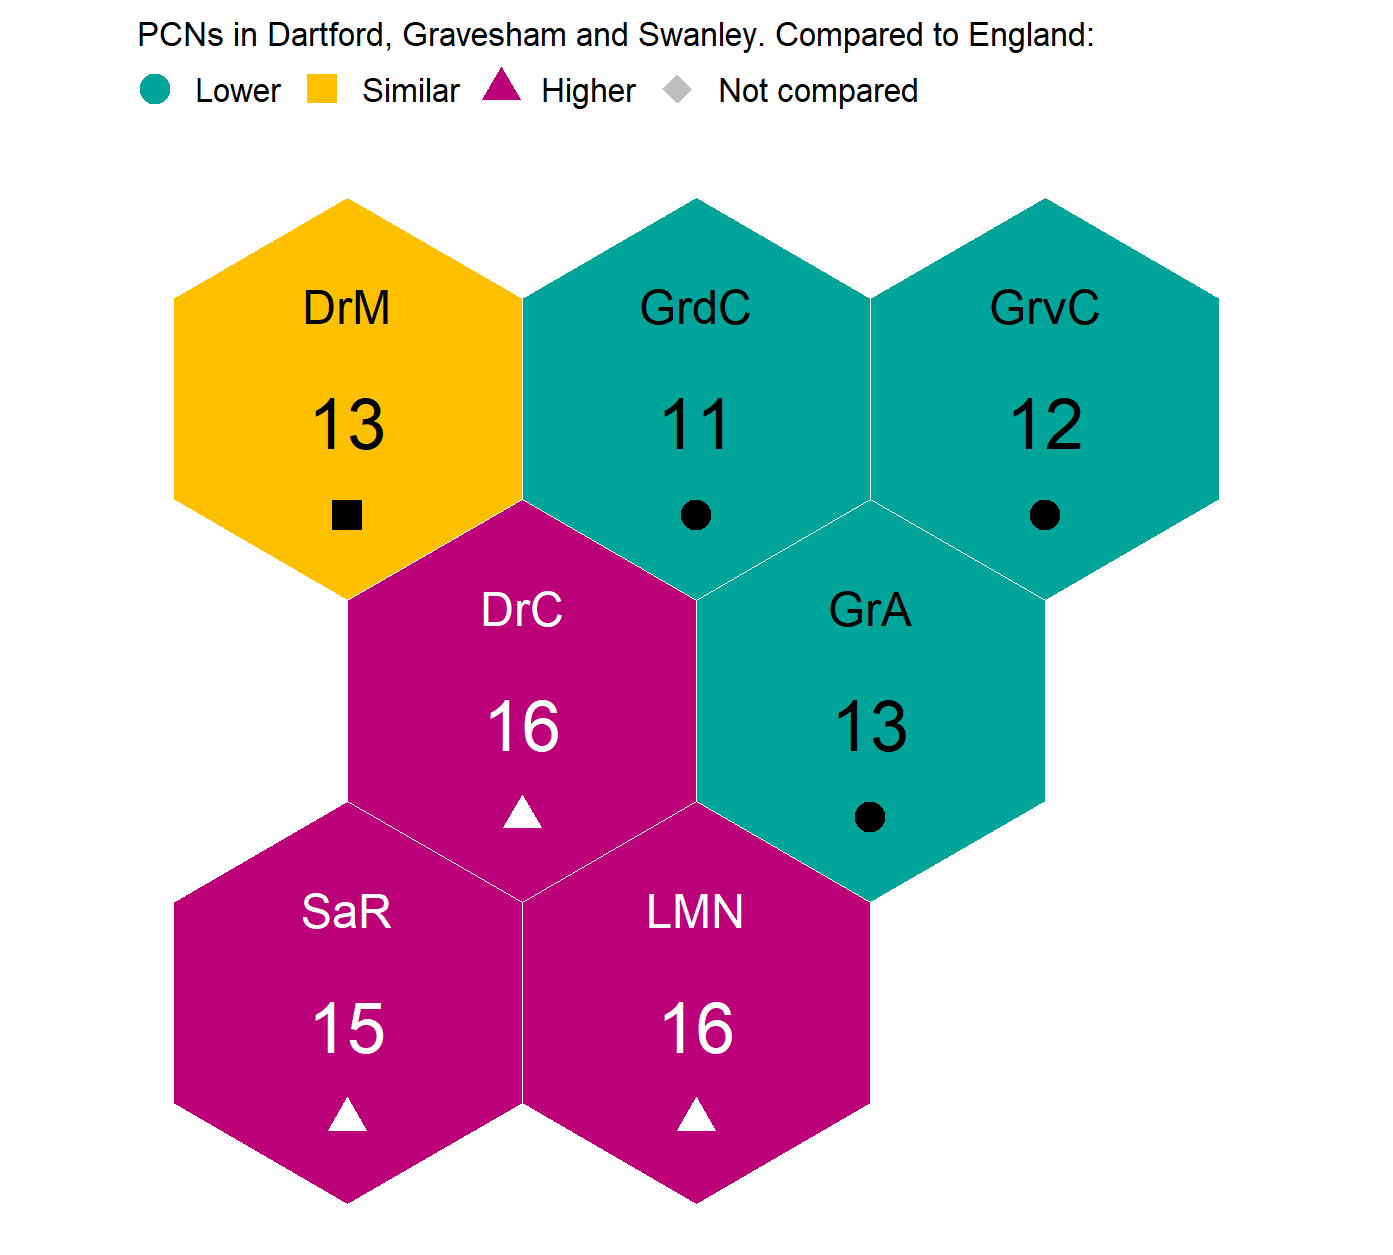 PCNs in Dartford, Gravesham and Swanley. Compared to England:
Lower Similar Higher Not compared
DrM GrdC GrvC
13 11 12
DrC GrA
16 13
SaR LMN
15 16